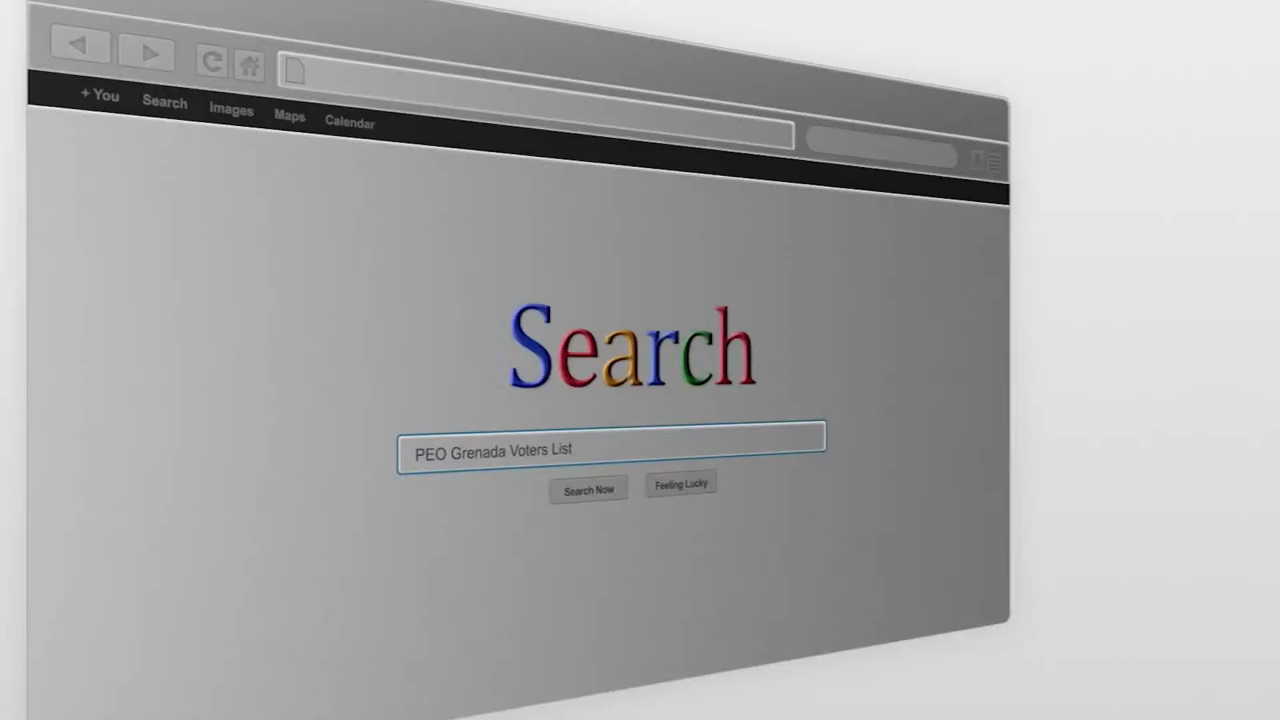 + You Search Images Maps Calendar
Search
PEO Grenada Voters List
Search Now Feeling Lucky